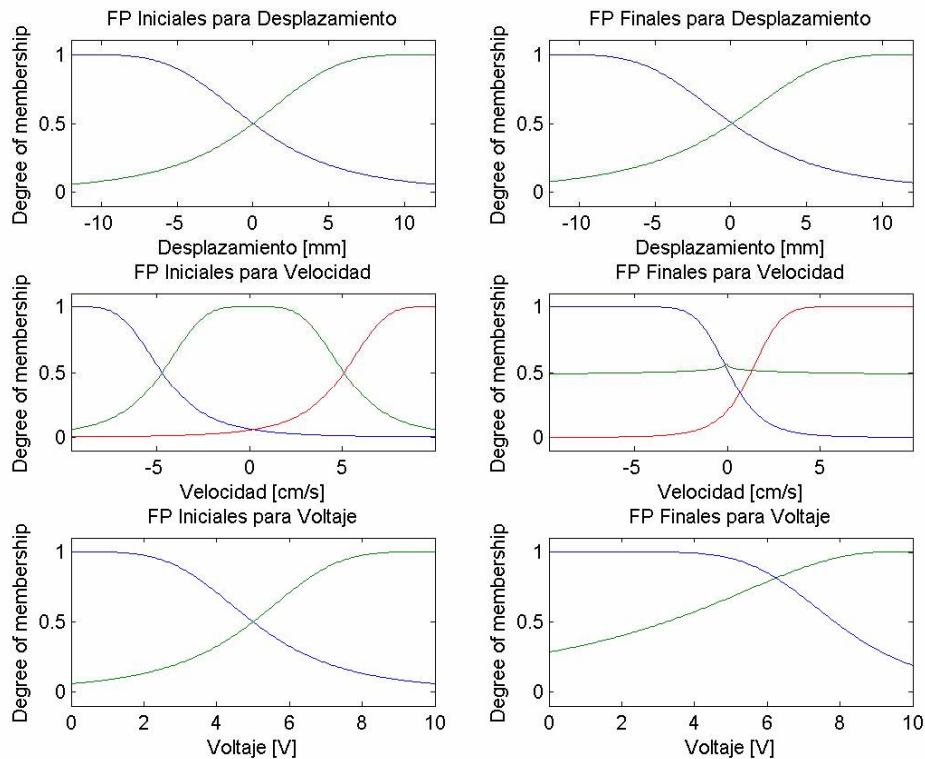 FP Iniciales para Desplazamiento
Degree of membership
1
0.5
0
-10 -5 0 5 10
Desplazamiento [mm]
FP Finales para Desplazamiento
Degree of membership
1
0.5
0
-10 -5 0 5 10
Desplazamiento [mm]
FP Iniciales para Velocidad
Degree of membership
1
0.5
0
-5 0 5
Velocidad [cm/s]
FP Finales para Velocidad
Degree of membership
1
0.5
0
-5 0 5
Velocidad [cm/s]
FP Iniciales para Voltaje
Degree of membership
1
0.5
0
0 2 4 6 8 10
Voltaje [V]
FP Finales para Voltaje
Degree of membership
1
0.5
0
0 2 4 6 8 10
Voltaje [V]